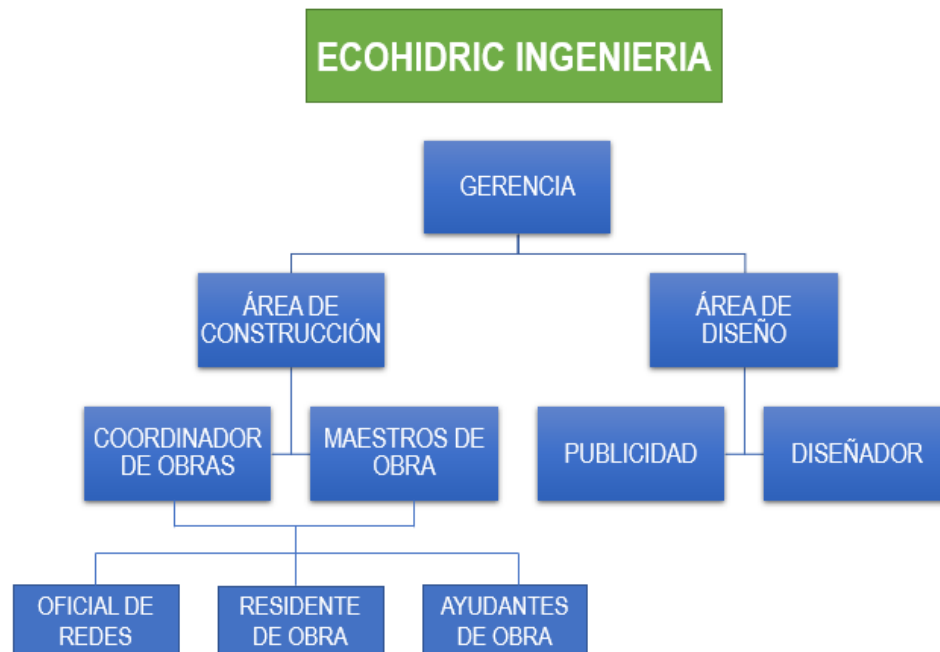 ECOHIDRIC INGENIERIA
GERENCIA
ÁREA DE
CONSTRUCCIÓN
ÁREA DE
DISEÑO
COORDINADOR
DE OBRAS
MAESTROS DE
OBRA
PUBLICIDAD
DISEÑADOR
OFICIAL DE
REDES
RESIDENTE
DE OBRA
AYUDANTES
DE OBRA